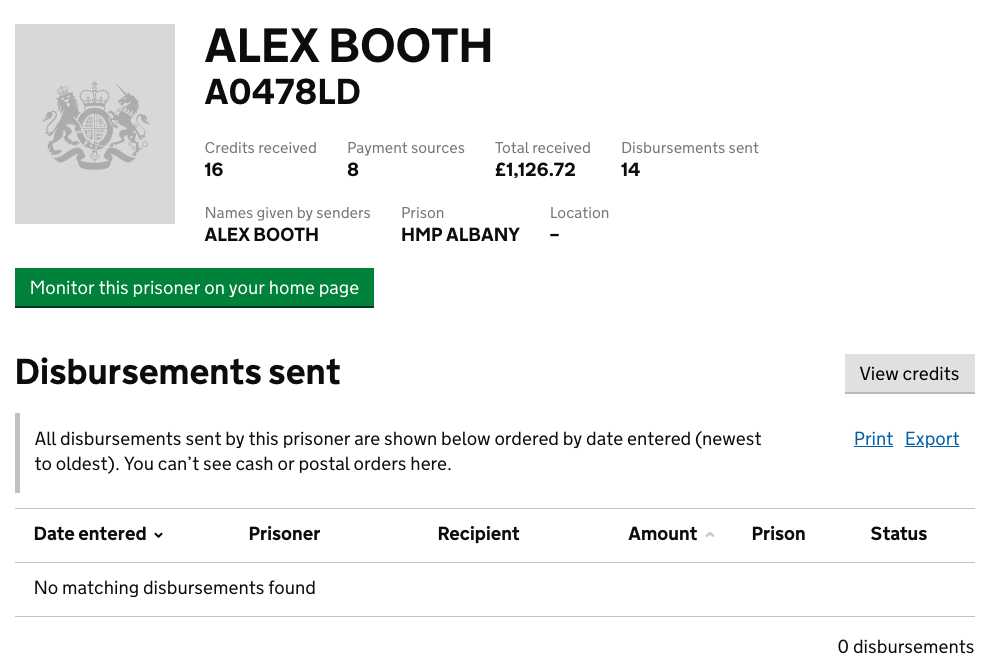 ALEX BOOTH
A0478LD
Credits received Payment sources Total received Disbursements sent
16 8 £1,126.72 14
Names given by senders Prison Location
ALEX BOOTH HMP ALBANY –
Monitor this prisoner on your home page
Disbursements sent View credits
All disbursements sent by this prisoner are shown below ordered by date entered (newest Print Export
to oldest). You can’t see cash or postal orders here.
Date entered Prisoner Recipient Amount Prison Status
No matching disbursements found
0 disbursements